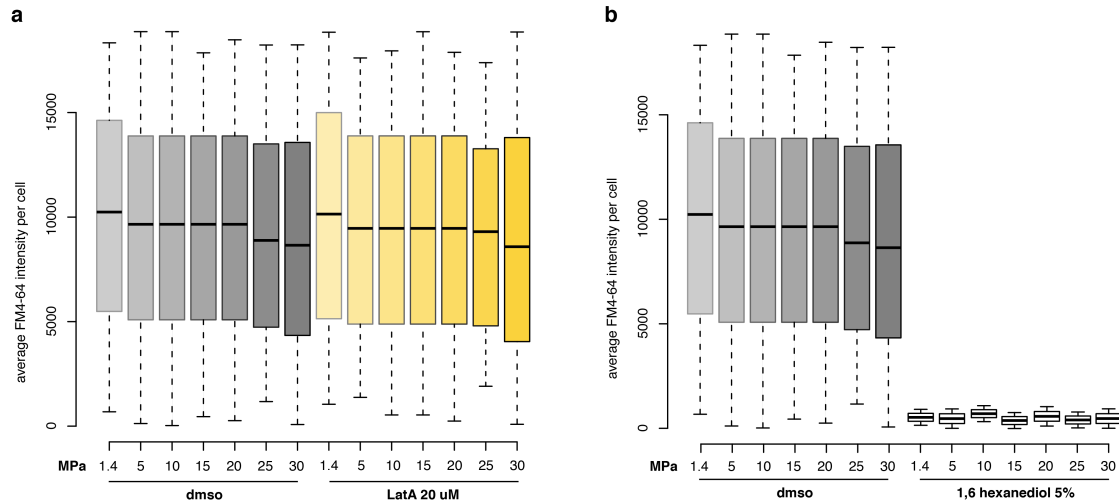 a
average FM4-64 intensity per cell
15000
10000
5000
0
MPa 1.4 5 10 15 20 25 30 1.4 5 10 15 20 25 30
dmso LatA 20 uM
b
average FM4-64 intensity per cell
15000
10000
5000
0
MPa 1.4 5 10 15 20 25 30 1.4 5 10 15 20 25 30
dmso 1,6 hexanediol 5%